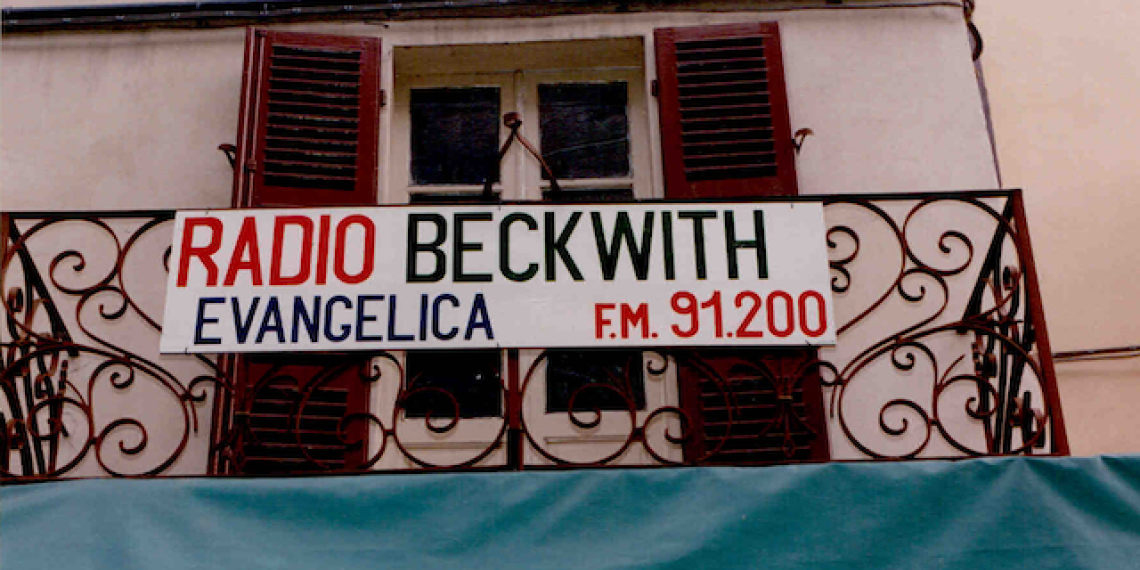 RADIO BECKWITH
EVANGELICA F.M. 91.200